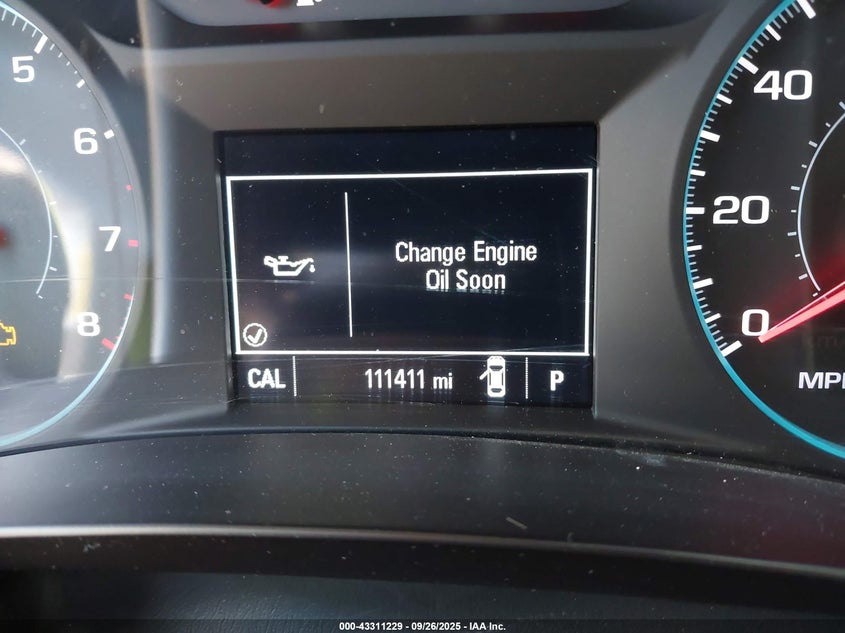 5
6
7
8
40
20
0
MPH
Change Engine
Oil Soon
CAL 111411 mi P
000-43311229 - 09/26/2025 - IAA Inc.